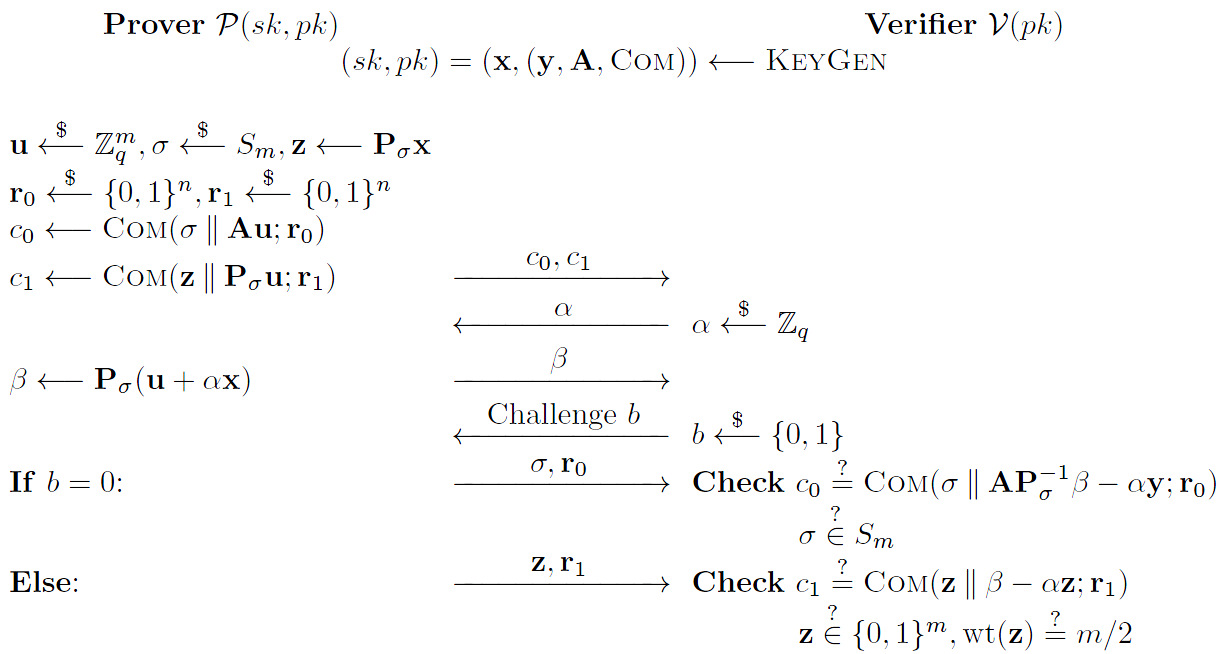 Prover 𝒫(sk, pk) Verifier 𝒱(pk)
(sk, pk) = (x, (y, A, Com)) ⟵ KeyGen
u ⟵$ ℤ_q^m, σ ⟵$ S_m, z ⟵ P_σx
r_0 ⟵$ {0, 1}^n, r_1 ⟵$ {0, 1}^n
c_0 ⟵ Com(σ ∥ Au; r_0)
c_1 ⟵ Com(z ∥ P_σu; r_1) c_0, c_1
α α ⟵$ ℤ_q
β ⟵ P_σ(u + αx) β
Challenge b b ⟵$ {0, 1}
If b = 0: σ, r_0 Check c_0 ≟ Com(σ ∥ AP_σ^{-1}β − αy; r_0)
σ ∈? S_m
Else: z, r_1 Check c_1 ≟ Com(z ∥ β − αz; r_1)
z ∈? {0, 1}^m, wt(z) ≟ m/2